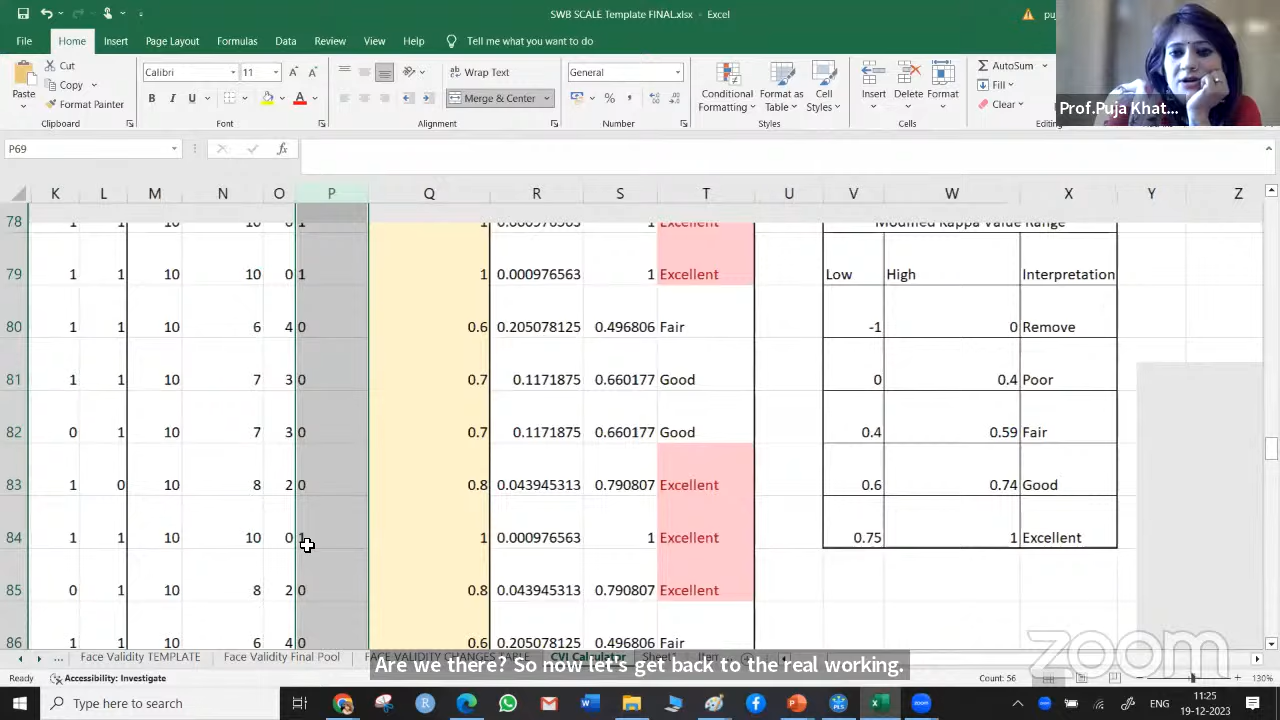 SWB SCALE Template FINAL.xlsx - Excel
File Home Insert Page Layout Formulas Data Review View Help Tell me what you want to do
Cut
Copy
Format Painter
Paste
Clipboard
Calibri 11
B I U
Font
Wrap Text
Merge & Center
Alignment
General
Number
Conditional Formatting
Format as Table
Cell Styles
Styles
Insert Delete Format
Cells
AutoSum
Fill
Clear
Prof.Puja Khat...
P69
K L M N O P Q R S T U V W X Y Z
78 1 1 10 10 0 1 1 0.000976563 1 Excellent Modified Kappa Value Range
79 1 1 10 10 0 1 1 0.000976563 1 Excellent Low High Interpretation
80 1 1 10 6 4 0 0.6 0.205078125 0.496806 Fair -1 0 Remove
81 1 1 10 7 3 0 0.7 0.1171875 0.660177 Good 0 0.4 Poor
82 0 1 10 7 3 0 0.7 0.1171875 0.660177 Good 0.4 0.59 Fair
83 1 0 10 8 2 0 0.8 0.043945313 0.790807 Excellent 0.6 0.74 Good
84 1 1 10 10 0 1 1 0.000976563 1 Excellent 0.75 1 Excellent
85 0 1 10 8 2 0 0.8 0.043945313 0.790807 Excellent
86 1 1 10 6 4 0 0.6 0.205078125 0.496806 Fair
... Face Validity TEMPLATE Face Validity Final Pool FACE VALIDITY CHANGES TABLE CVI Calculator
Are we there? So now let's get back to the real working.
zoom
Ready Accessibility: Investigate Count: 56 130%
Type here to search
11:25
19-12-2023